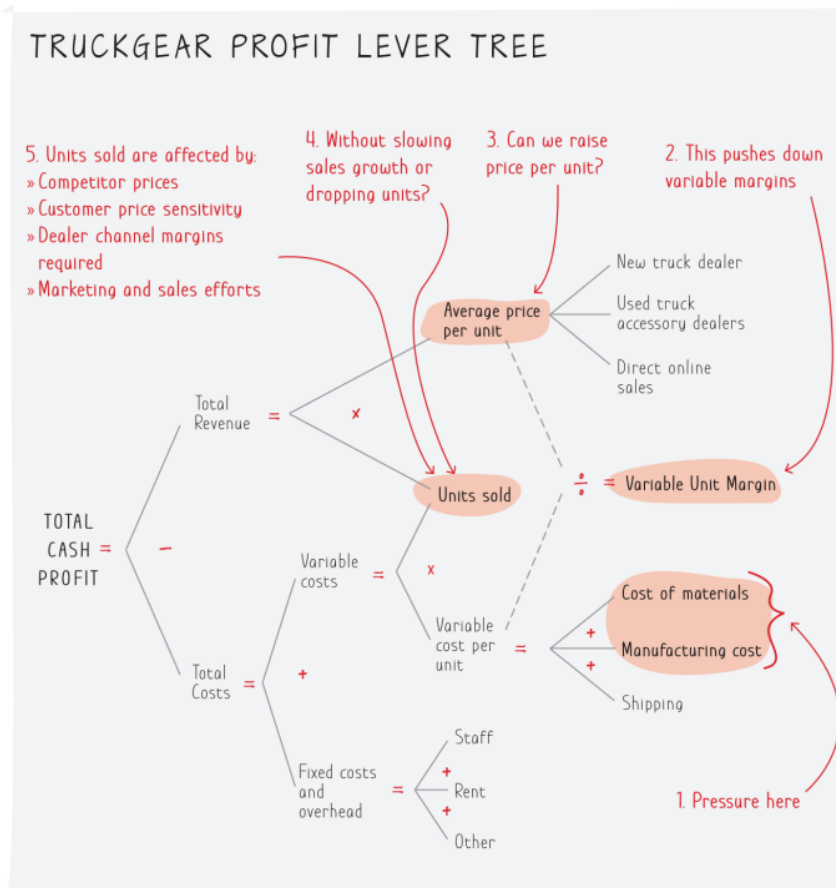 TRUCKGEAR PROFIT LEVER TREE
5. Units sold are affected by:
» Competitor prices
» Customer price sensitivity
» Dealer channel margins
required
» Marketing and sales efforts
4. Without slowing
sales growth or
dropping units?
3. Can we raise
price per unit?
2. This pushes down
variable margins
New truck dealer
Average price
per unit
Used truck
accessory dealers
Direct online
sales
Total
Revenue
=
×
Units sold
÷
= Variable Unit Margin
TOTAL
CASH =
PROFIT
−
Variable
costs
=
×
Cost of materials
Variable
cost per
unit
=
+
Manufacturing cost
+
Shipping
Total
Costs
=
+
Fixed costs
and
overhead
=
Staff
+
Rent
+
Other
1. Pressure here